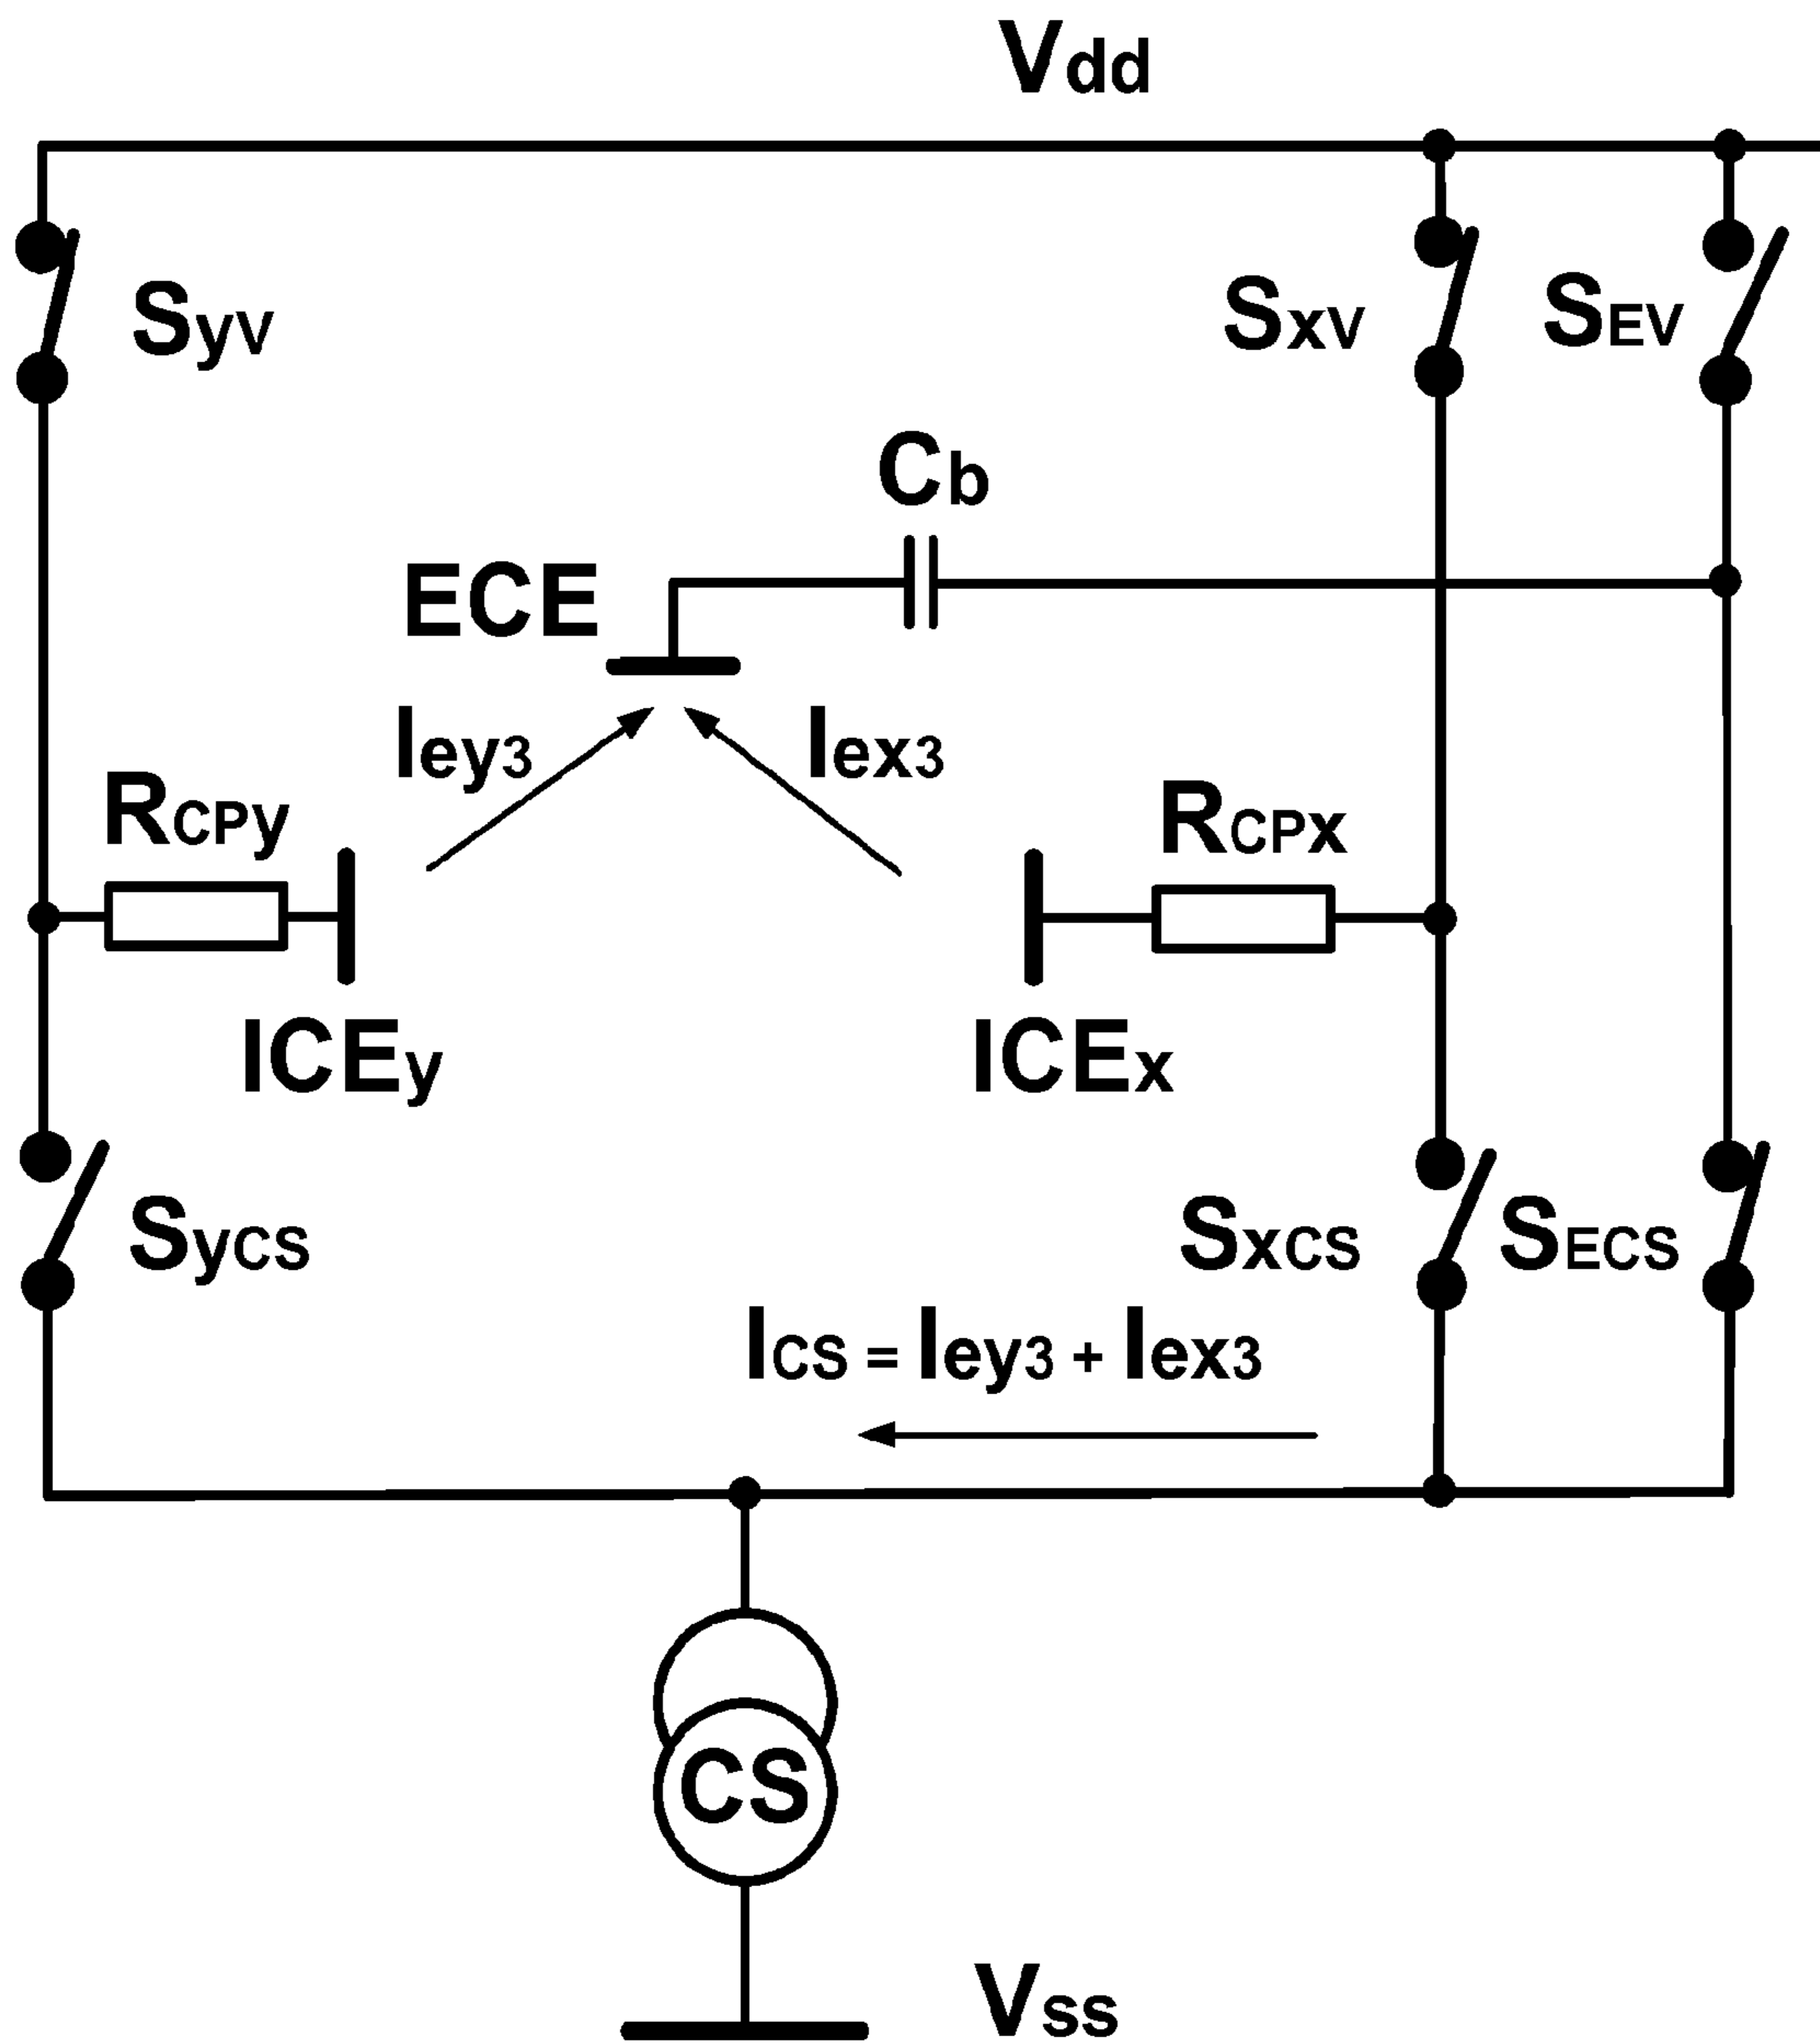 Vdd
SyV
SxV
SEV
Cb
ECE
Iey3
Iex3
RCPy
RCPx
ICEy
ICEx
SyCS
SxCS
SECS
ICS = Iey3 + Iex3
CS
Vss